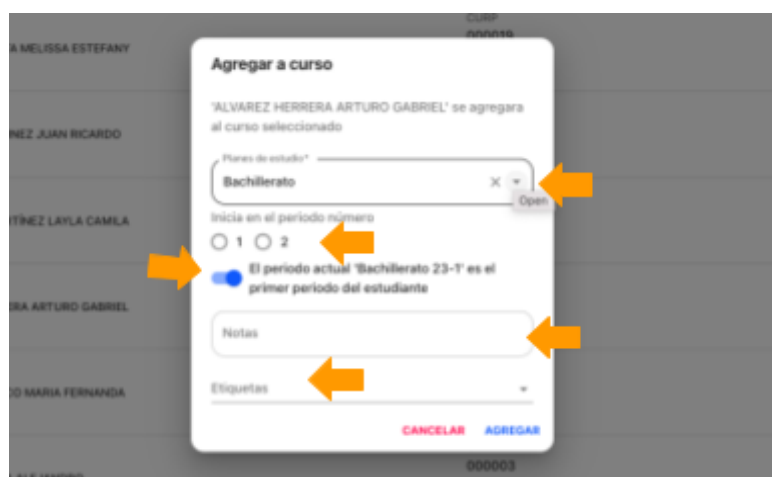 CURP
000019
A MELISSA ESTEFANY
Agregar a curso
'ALVAREZ HERRERA ARTURO GABRIEL' se agregara
al curso seleccionado
NEZ JUAN RICARDO
Planes de estudio*
Bachillerato
Open
TÍNEZ LAYLA CAMILA
Inicia en el periodo número
1 2
El periodo actual 'Bachillerato 23-1' es el
primer periodo del estudiante
RA ARTURO GABRIEL
Notas
Etiquetas
O MARIA FERNANDA
CANCELAR AGREGAR
000003